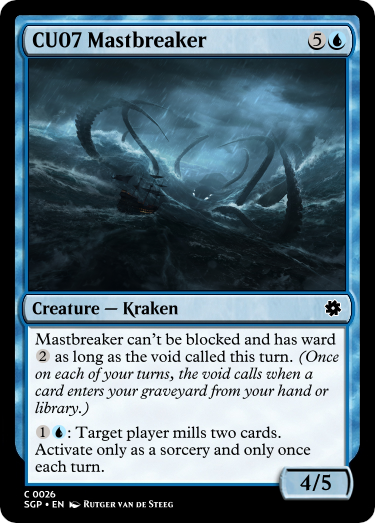 CU07 Mastbreaker 5
Creature — Kraken
Mastbreaker can't be blocked and has ward
2 as long as the void called this turn. (Once
on each of your turns, the void calls when a
card enters your graveyard from your hand or
library.)
1: Target player mills two cards.
Activate only as a sorcery and only once
each turn.
4/5
C 0026
SGP • EN RUTGER VAN DE STEEG